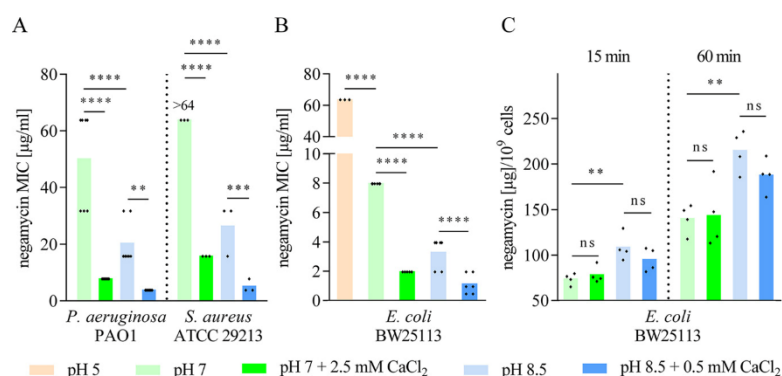 A
negamycin MIC [µg/ml]
80
60
40
20
0
****
****
**
>64
****
****
***
P. aeruginosa
PAO1
S. aureus
ATCC 29213
B
negamycin MIC [µg/ml]
80
60
40
8
6
4
2
0
****
****
****
****
E. coli
BW25113
C
15 min
60 min
negamycin [µg]/10⁹ cells
250
200
150
100
50
**
ns
ns
**
ns
ns
E. coli
BW25113
pH 5
pH 7
pH 7 + 2.5 mM CaCl₂
pH 8.5
pH 8.5 + 0.5 mM CaCl₂